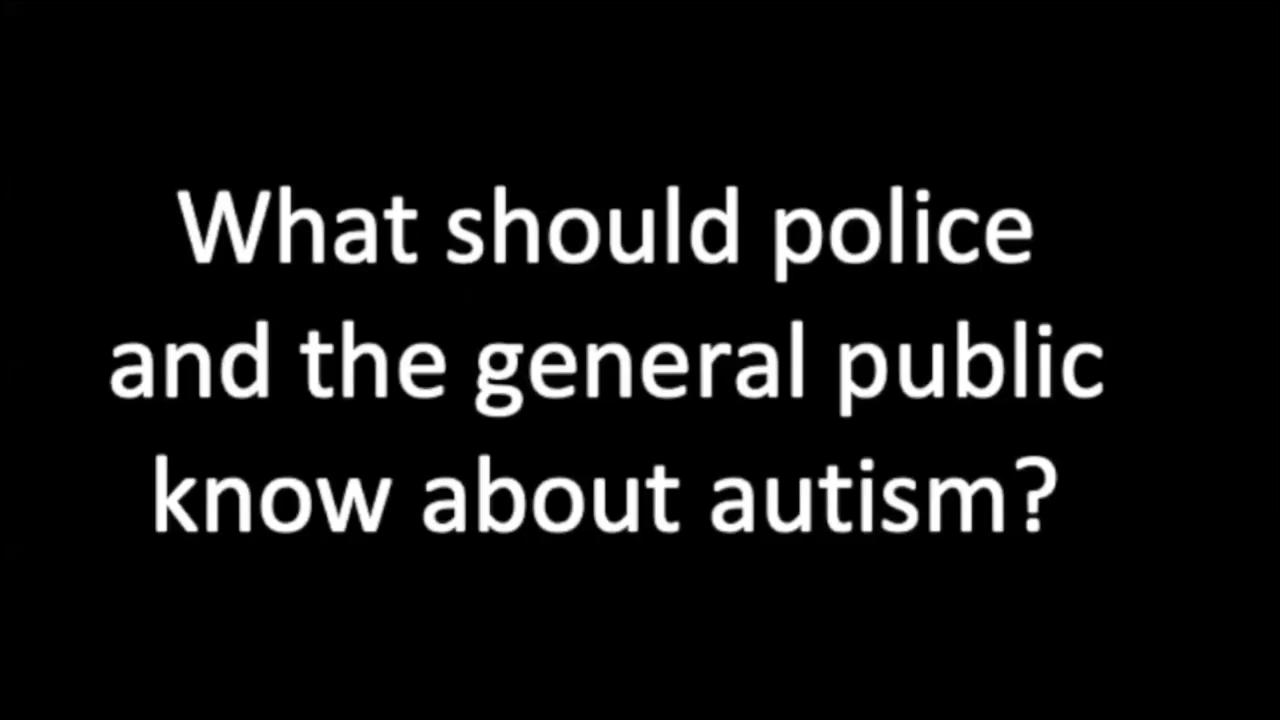 What should police
and the general public
know about autism?